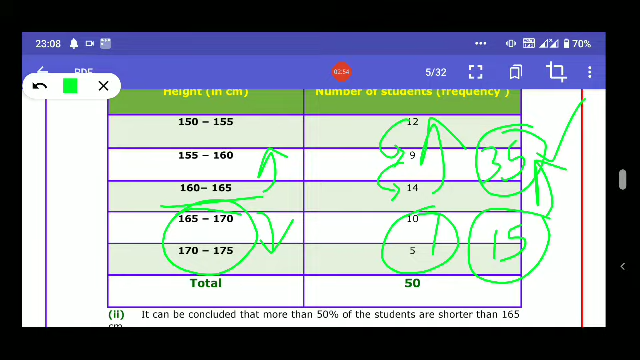 23:08 70%
02:54
PDF 5/32
Height (in cm) Number of students (frequency )
150 – 155 12
155 – 160 9
160– 165 14
165 – 170 10
170 – 175 5
35
15
Total 50
(ii) It can be concluded that more than 50% of the students are shorter than 165
cm